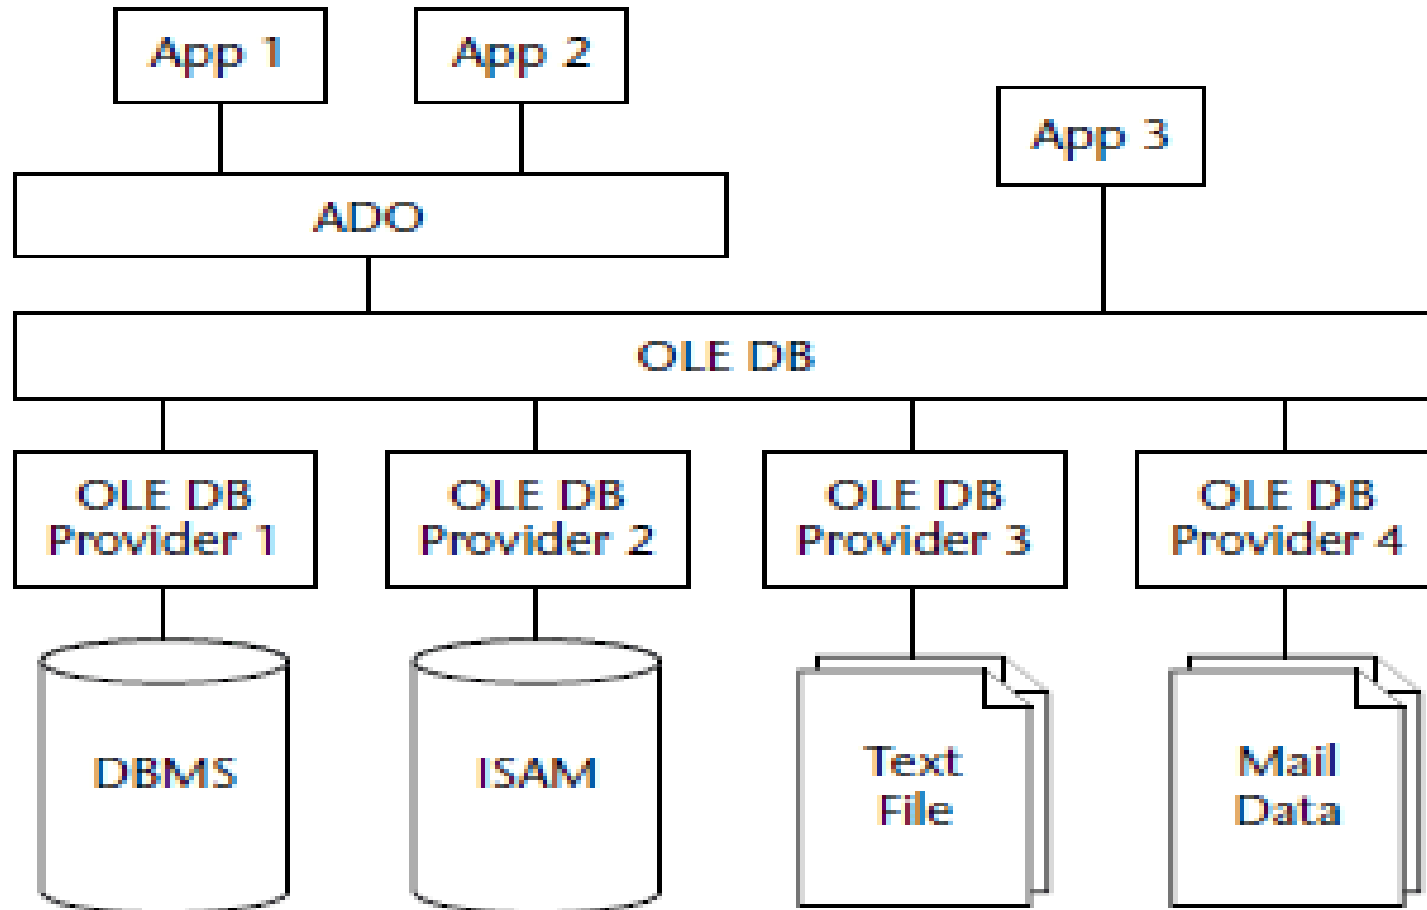 App 1
App 2
App 3
ADO
OLE DB
OLE DB
Provider 1
OLE DB
Provider 2
OLE DB
Provider 3
OLE DB
Provider 4
DBMS
ISAM
Text
File
Mail
Data